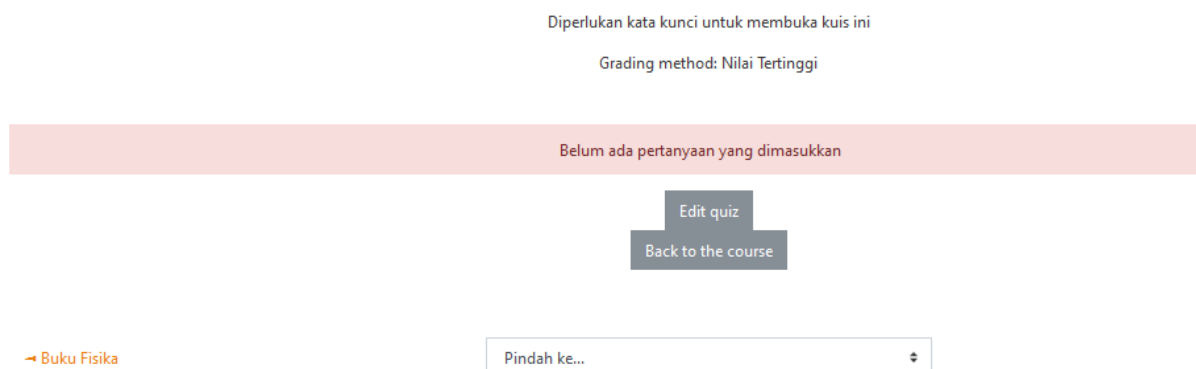 Diperlukan kata kunci untuk membuka kuis ini
Grading method: Nilai Tertinggi
Belum ada pertanyaan yang dimasukkan
Edit quiz
Back to the course
Buku Fisika
Pindah ke...